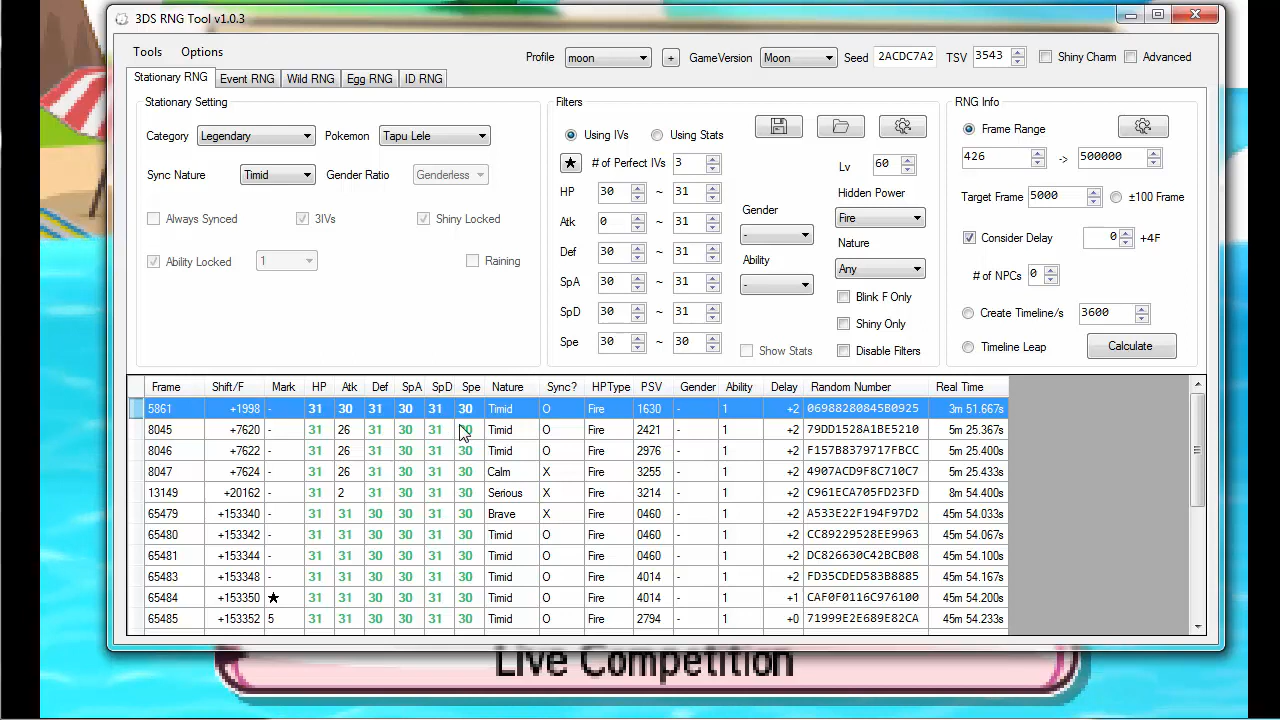 3DS RNG Tool v1.0.3
Tools Options
Profile moon + GameVersion Moon Seed 2ACDC7A2 TSV 3543 Shiny Charm Advanced
Stationary RNG Event RNG Wild RNG Egg RNG ID RNG
Stationary Setting
Category Legendary Pokemon Tapu Lele
Sync Nature Timid Gender Ratio Genderless
Always Synced 3IVs Shiny Locked
Ability Locked 1 Raining
Filters
Using IVs Using Stats
# of Perfect IVs 3
HP 30 ~ 31
Atk 0 ~ 31
Def 30 ~ 31
SpA 30 ~ 31
SpD 30 ~ 31
Spe 30 ~ 30
Gender
-
Ability
-
Show Stats
Lv 60
Hidden Power
Fire
Nature
Any
Blink F Only
Shiny Only
Disable Filters
RNG Info
Frame Range
426 -> 500000
Target Frame 5000 ±100 Frame
Consider Delay 0 +4F
# of NPCs 0
Create Timeline/s 3600
Timeline Leap Calculate
Frame Shift/F Mark HP Atk Def SpA SpD Spe Nature Sync? HPType PSV Gender Ability Delay Random Number Real Time
5861 +1998 - 31 30 31 30 31 30 Timid O Fire 1630 - 1 +2 06988280845B0925 3m 51.667s
8045 +7620 - 31 26 31 30 31 30 Timid O Fire 2421 - 1 +2 79DD1528A1BE5210 5m 25.367s
8046 +7622 - 31 26 31 30 31 30 Timid O Fire 2976 - 1 +2 F157B8379717FBCC 5m 25.400s
8047 +7624 - 31 26 31 30 31 30 Calm X Fire 3255 - 1 +2 4907ACD9F8C710C7 5m 25.433s
13149 +20162 - 31 2 31 30 31 30 Serious X Fire 3214 - 1 +2 C961ECA705FD23FD 8m 54.400s
65479 +153340 - 31 31 30 30 31 30 Brave X Fire 0460 - 1 +2 A533E22F194F97D2 45m 54.033s
65480 +153342 - 31 31 30 30 31 30 Timid O Fire 0460 - 1 +2 CC89229528EE9963 45m 54.067s
65481 +153344 - 31 31 30 30 31 30 Timid O Fire 0460 - 1 +2 DC826630C42BCB08 45m 54.100s
65483 +153348 - 31 31 30 30 31 30 Timid O Fire 4014 - 1 +2 FD35CDED583B8885 45m 54.167s
65484 +153350 ★ 31 31 30 30 31 30 Timid O Fire 4014 - 1 +1 CAF0F0116C976100 45m 54.200s
65485 +153352 5 31 31 30 30 31 30 Timid O Fire 2794 - 1 +0 71999E2E689E82CA 45m 54.233s
Live Competition